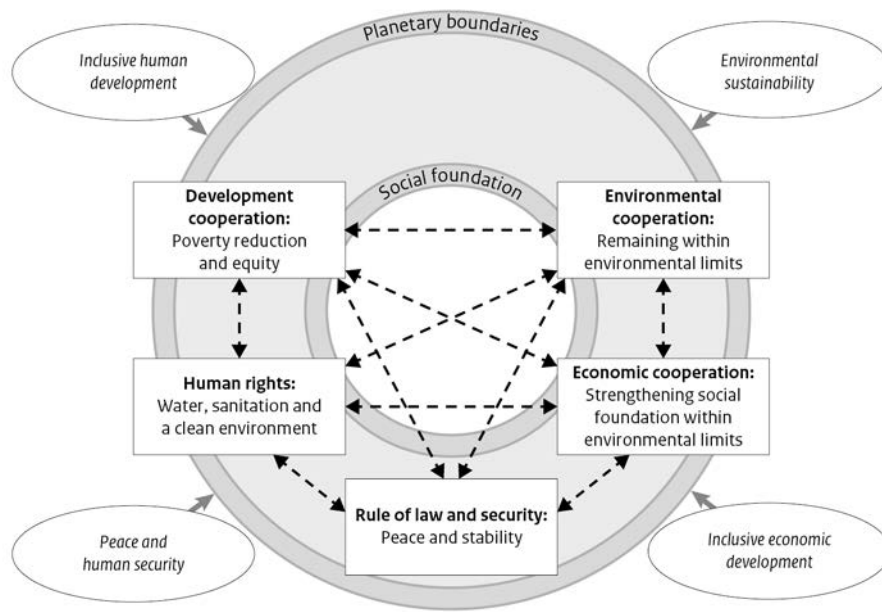 Planetary boundaries
Inclusive human
development
Environmental
sustainability
Social foundation
Development
cooperation:
Poverty reduction
and equity
Environmental
cooperation:
Remaining within
environmental limits
Human rights:
Water, sanitation and
a clean environment
Economic cooperation:
Strengthening social
foundation within
environmental limits
Rule of law and security:
Peace and stability
Peace and
human security
Inclusive economic
development